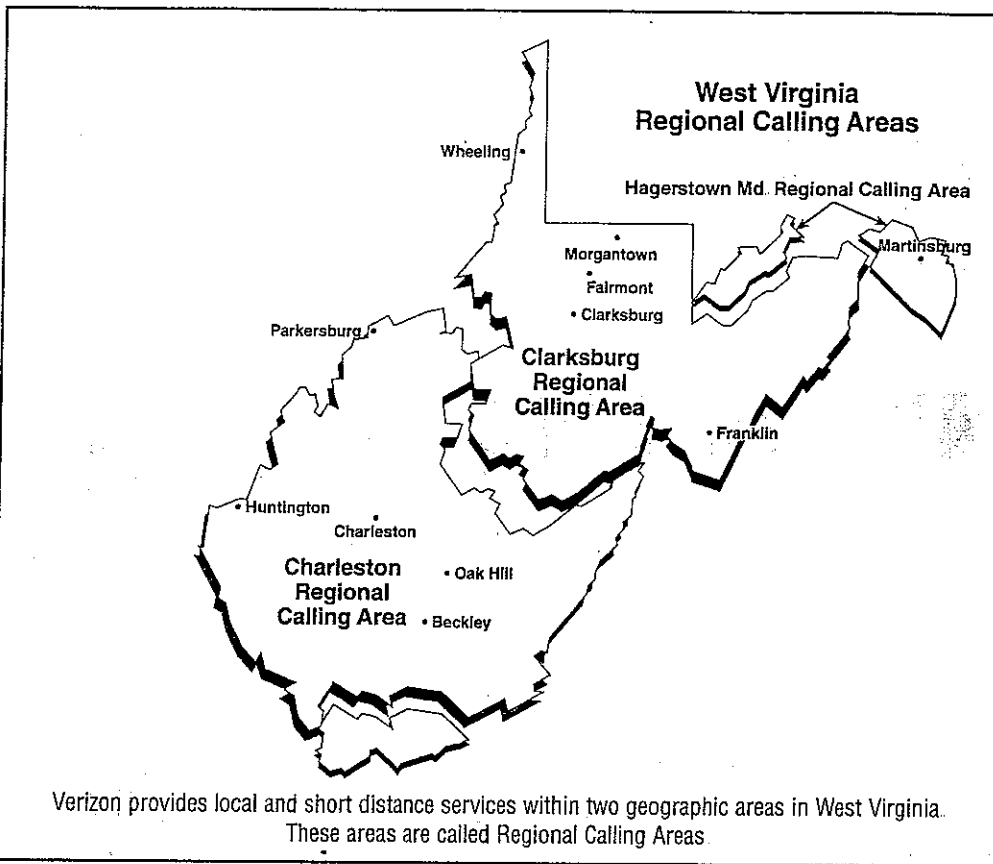 West Virginia
Regional Calling Areas
Wheeling
Hagerstown Md. Regional Calling Area
Morgantown
Martinsburg
Fairmont
Clarksburg
Parkersburg
Clarksburg
Regional
Calling Area
Franklin
Huntington
Charleston
Charleston
Regional
Calling Area
Oak Hill
Beckley
Verizon provides local and short distance services within two geographic areas in West Virginia.
These areas are called Regional Calling Areas.